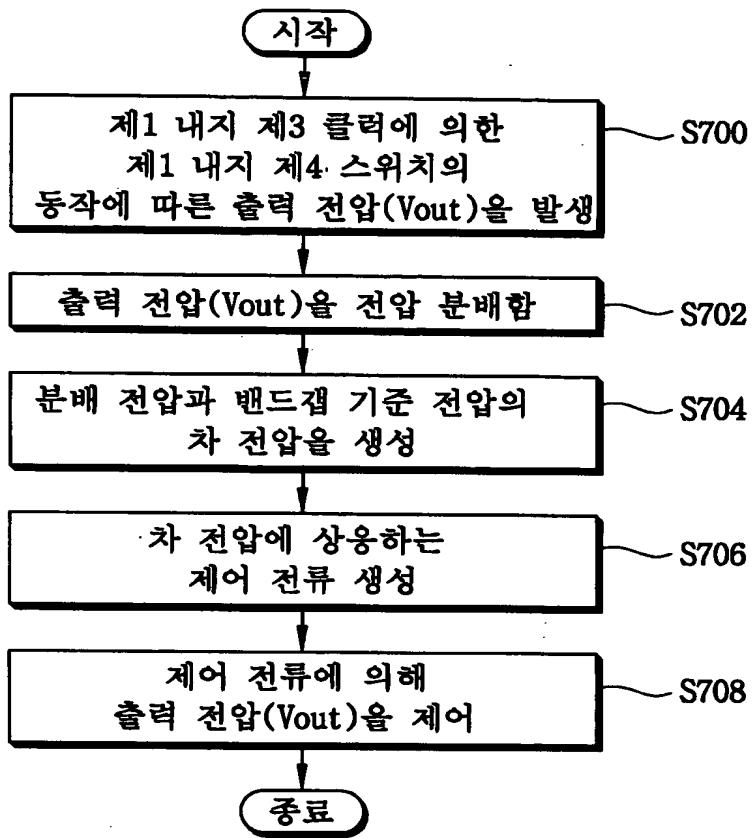 시작
제1 내지 제3 클럭에 의한
제1 내지 제4 스위치의
동작에 따른 출력 전압(Vout)을 발생
S700
출력 전압(Vout)을 전압 분배함
S702
분배 전압과 밴드갭 기준 전압의
차 전압을 생성
S704
차 전압에 상응하는
제어 전류 생성
S706
제어 전류에 의해
출력 전압(Vout)을 제어
S708
종료